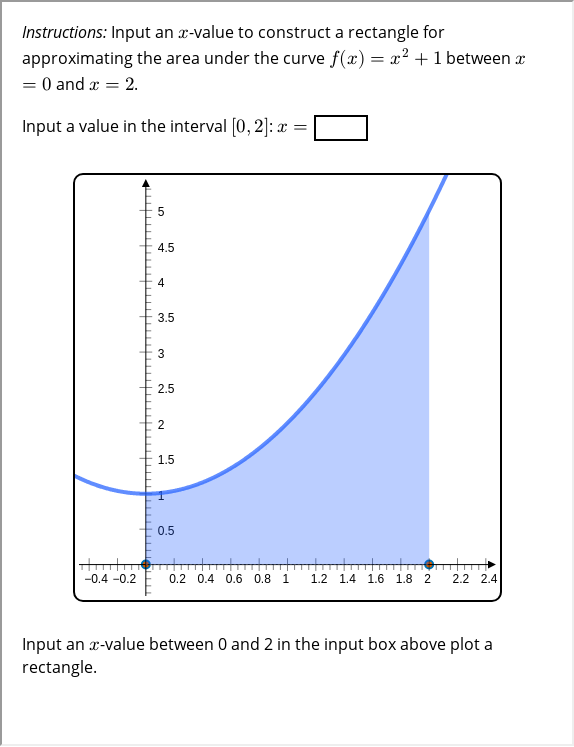 Instructions: Input an x-value to construct a rectangle for
approximating the area under the curve f(x) = x² + 1 between x
= 0 and x = 2.
Input a value in the interval [0, 2]: x =
5
4.5
4
3.5
3
2.5
2
1.5
1
0.5
−0.4 −0.2 0.2 0.4 0.6 0.8 1 1.2 1.4 1.6 1.8 2 2.2 2.4
Input an x-value between 0 and 2 in the input box above plot a
rectangle.